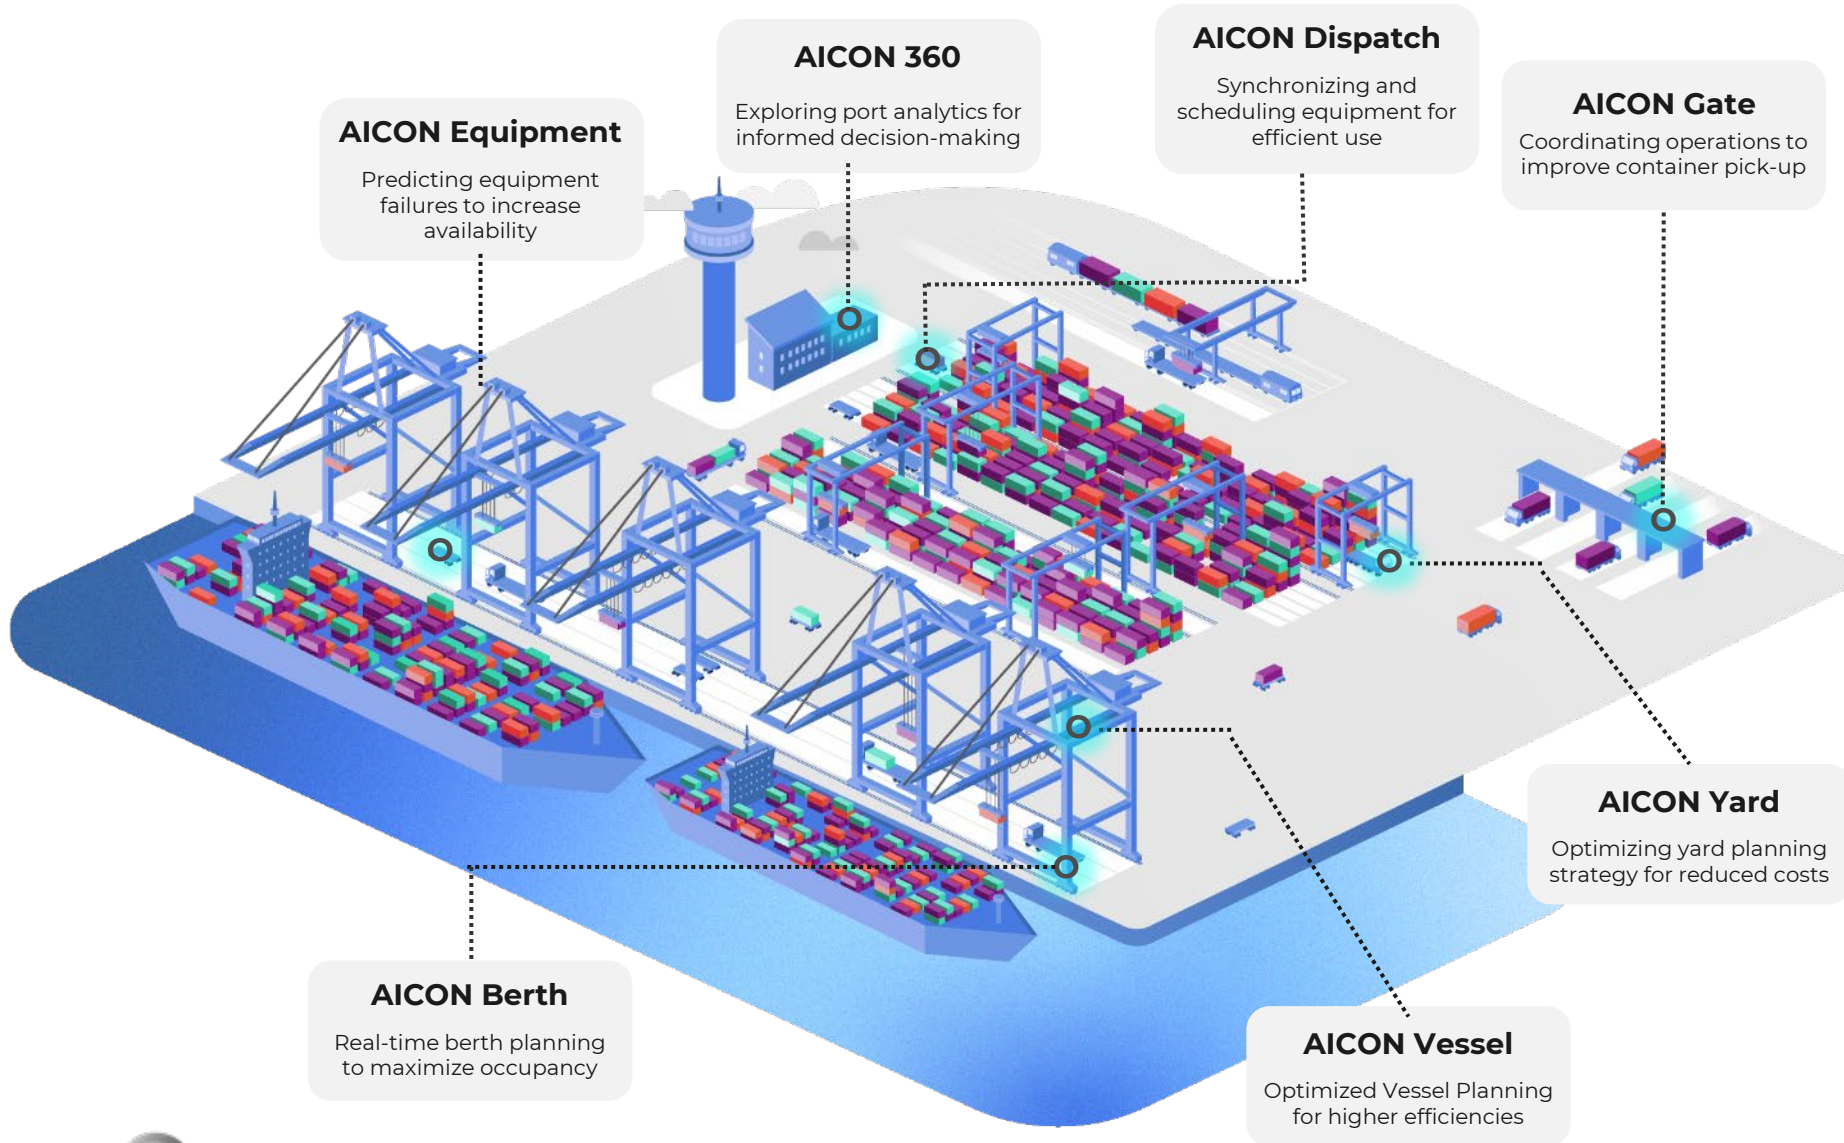 AICON Equipment
Predicting equipment
failures to increase
availability
AICON 360
Exploring port analytics for
informed decision-making
AICON Dispatch
Synchronizing and
scheduling equipment for
efficient use
AICON Gate
Coordinating operations to
improve container pick-up
AICON Yard
Optimizing yard planning
strategy for reduced costs
AICON Berth
Real-time berth planning
to maximize occupancy
AICON Vessel
Optimized Vessel Planning
for higher efficiencies